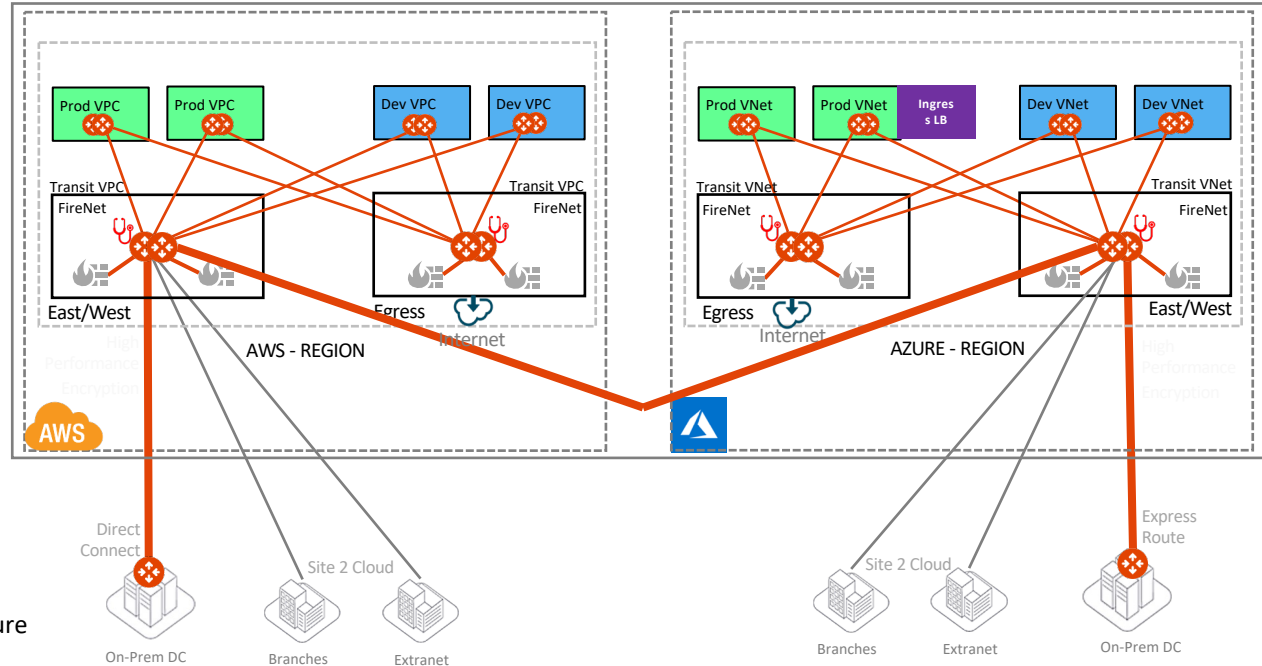 Prod VPC
Prod VPC
Dev VPC
Dev VPC
Transit VPC
FireNet
Transit VPC
FireNet
East/West
Egress
Internet
AWS - REGION
High
Performance
Encryption
AWS
Prod VNet
Prod VNet
Ingres
s LB
Dev VNet
Dev VNet
Transit VNet
FireNet
Transit VNet
FireNet
Egress
Internet
East/West
AZURE - REGION
High
Performance
Encryption
Direct
Connect
Site 2 Cloud
On-Prem DC
Branches
Extranet
Site 2 Cloud
Express
Route
Branches
Extranet
On-Prem DC